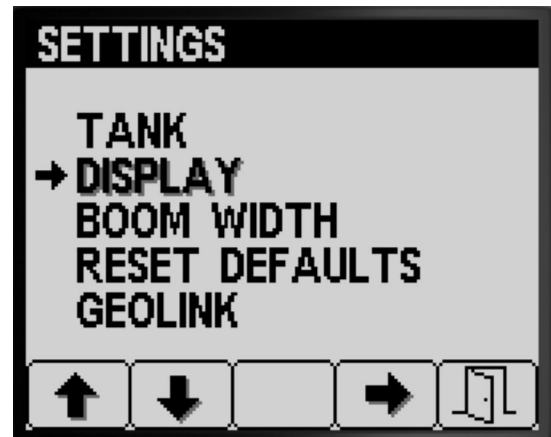 SETTINGS
TANK
DISPLAY
BOOM WIDTH
RESET DEFAULTS
GEOLINK